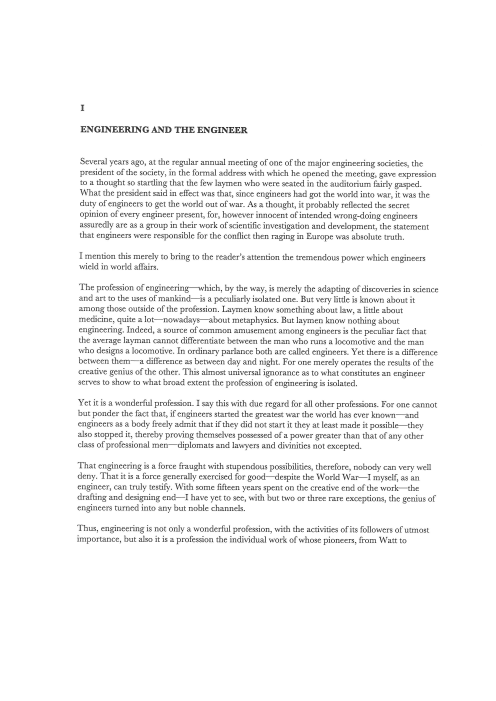 I
ENGINEERING AND THE ENGINEER
Several years ago, at the regular annual meeting of one of the major engineering societies, the
president of the society, in the formal address with which he opened the meeting, gave expression
to a thought so startling that the few laymen who were seated in the auditorium fairly gasped.
What the president said in effect was that, since engineers had got the world into war, it was the
duty of engineers to get the world out of war. As a thought, it probably reflected the secret
opinion of every engineer present, for, however innocent of intended wrong-doing engineers
assuredly are as a group in their work of scientific investigation and development, the statement
that engineers were responsible for the conflict then raging in Europe was absolute truth.
I mention this merely to bring to the reader's attention the tremendous power which engineers
wield in world affairs.
The profession of engineering—which, by the way, is merely the adapting of discoveries in science
and art to the uses of mankind—is a peculiarly isolated one. But very little is known about it
among those outside of the profession. Laymen know something about law, a little about
medicine, quite a lot—nowadays—about metaphysics. But laymen know nothing about
engineering. Indeed, a source of common amusement among engineers is the peculiar fact that
the average layman cannot differentiate between the man who runs a locomotive and the man
who designs a locomotive. In ordinary parlance both are called engineers. Yet there is a difference
between them—a difference as between day and night. For one merely operates the results of the
creative genius of the other. This almost universal ignorance as to what constitutes an engineer
serves to show to what broad extent the profession of engineering is isolated.
Yet it is a wonderful profession. I say this with due regard for all other professions. For one cannot
but ponder the fact that, if engineers started the greatest war the world has ever known—and
engineers as a body freely admit that if they did not start it they at least made it possible—they
also stopped it, thereby proving themselves possessed of a power greater than that of any other
class of professional men—diplomats and lawyers and divinities not excepted.
That engineering is a force fraught with stupendous possibilities, therefore, nobody can very well
deny. That it is a force generally exercised for good—despite the World War—I myself, as an
engineer, can truly testify. With some fifteen years spent on the creative end of the work—the
drafting and designing end—I have yet to see, with but two or three rare exceptions, the genius of
engineers turned into any but noble channels.
Thus, engineering is not only a wonderful profession, with the activities of its followers of utmost
importance, but also it is a profession the individual work of whose pioneers, from Watt to